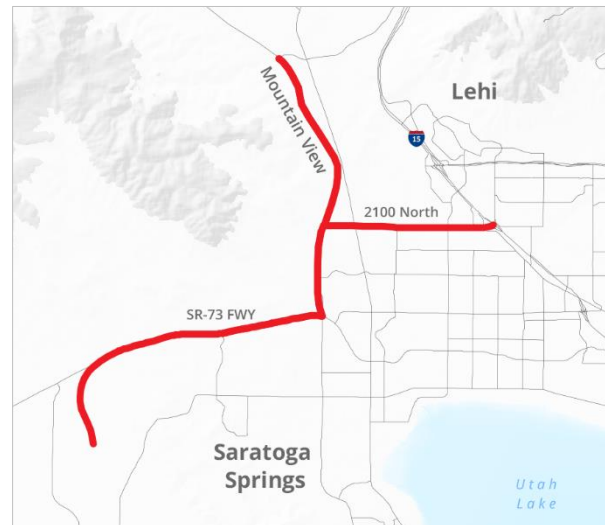 Mountain View
Lehi
15
2100 North
SR-73 FWY
Saratoga
Springs
Utah
Lake